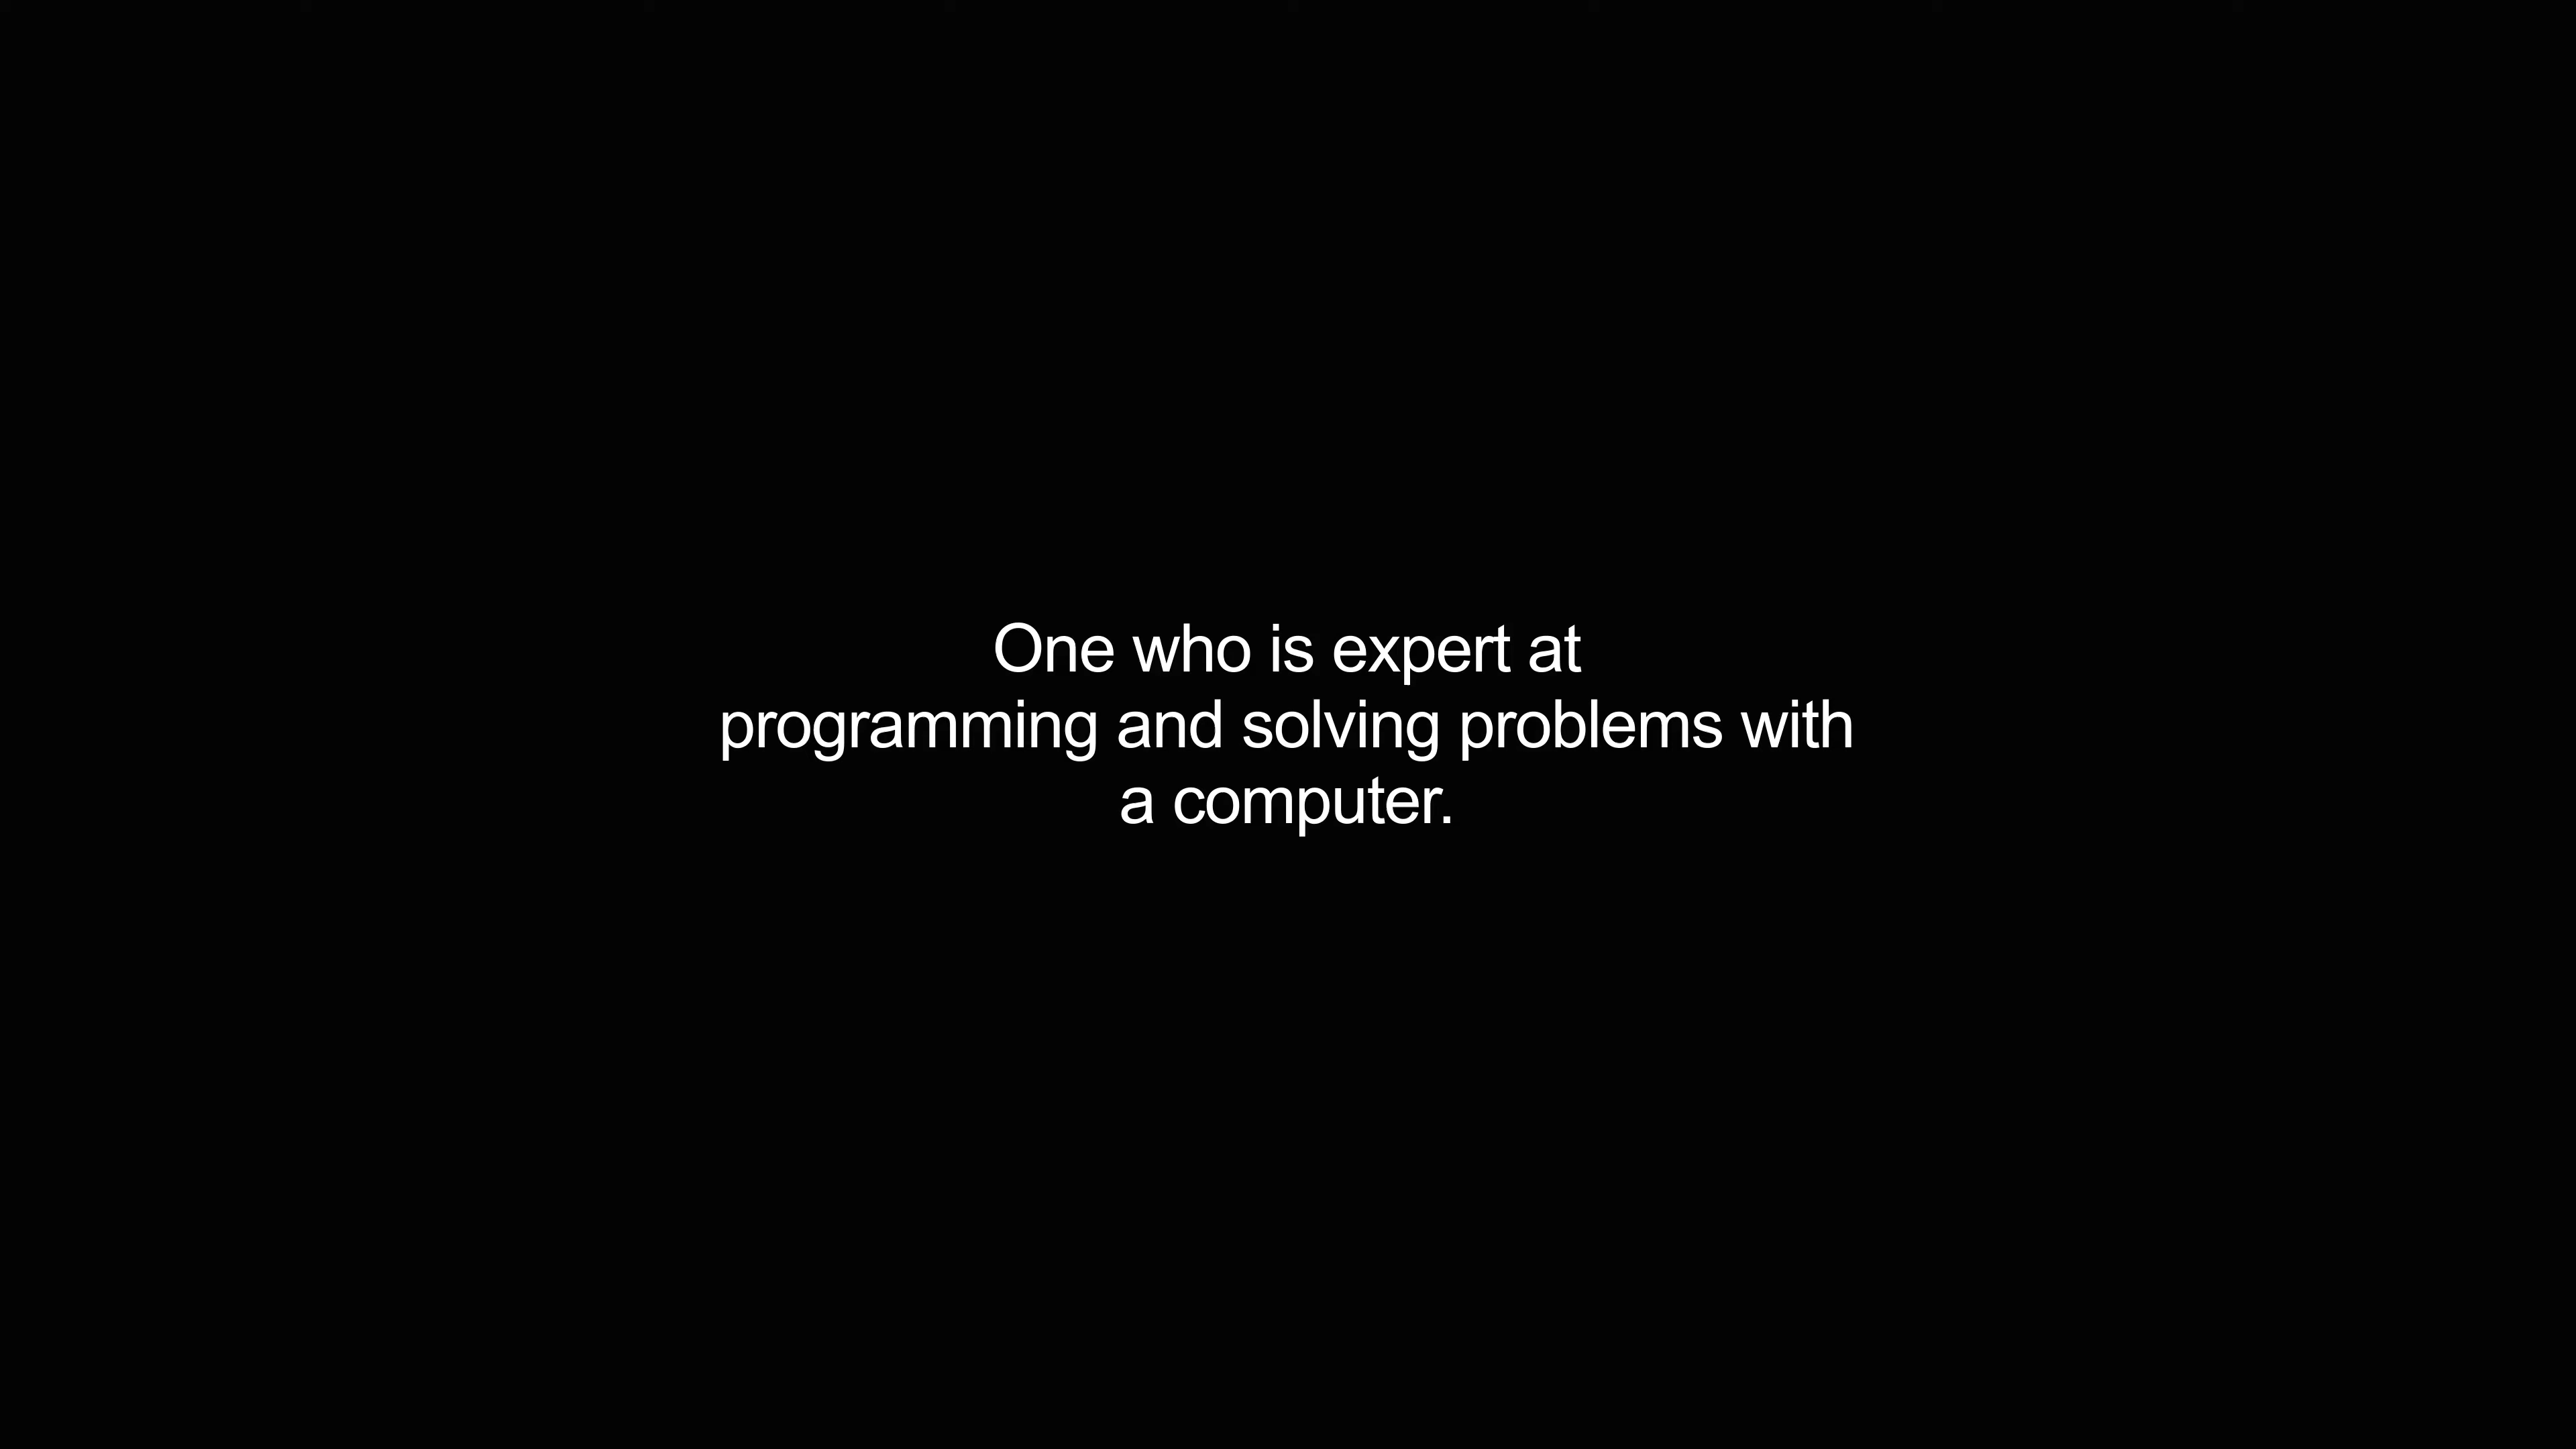 One who is expert at
programming and solving problems with
a computer.